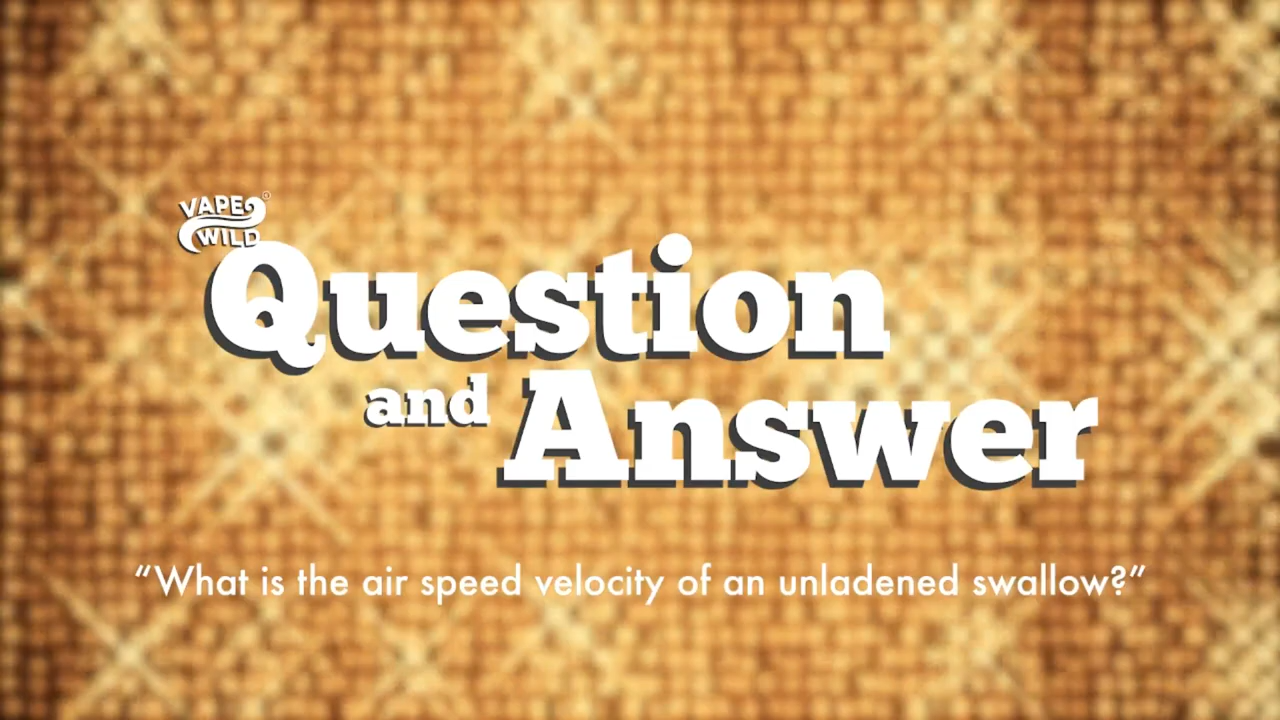 VAPE
WILD
®
Question
and Answer
“What is the air speed velocity of an unladened swallow?”